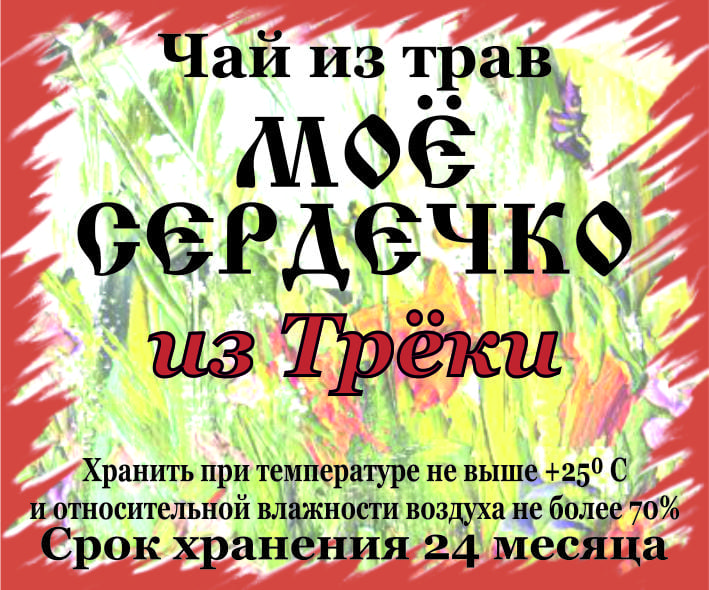 Чай из трав
МОЁ
СЕРДЕЧКО
из Трёки
Хранить при температуре не выше +25⁰ С
и относительной влажности воздуха не более 70%
Срок хранения 24 месяца